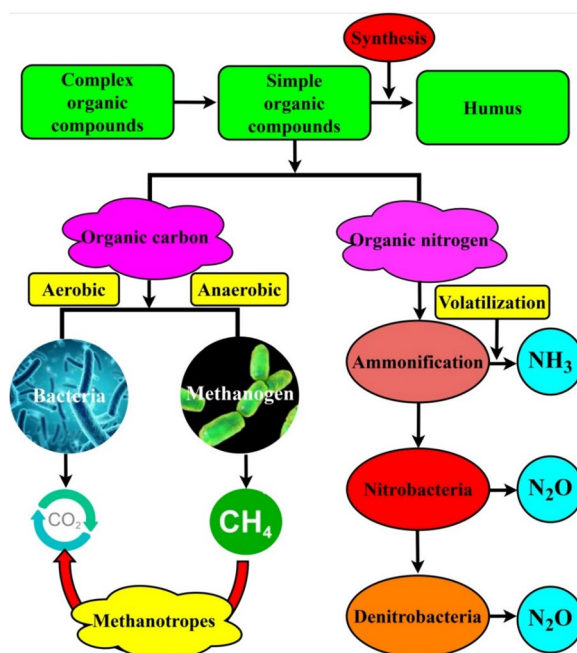 Synthesis
Complex
organic
compounds
Simple
organic
compounds
Humus
Organic carbon
Organic nitrogen
Aerobic
Anaerobic
Volatilization
Bacteria
Methanogen
Ammonification
NH₃
CO₂
CH₄
Nitrobacteria
N₂O
Methanotropes
Denitrobacteria
N₂O